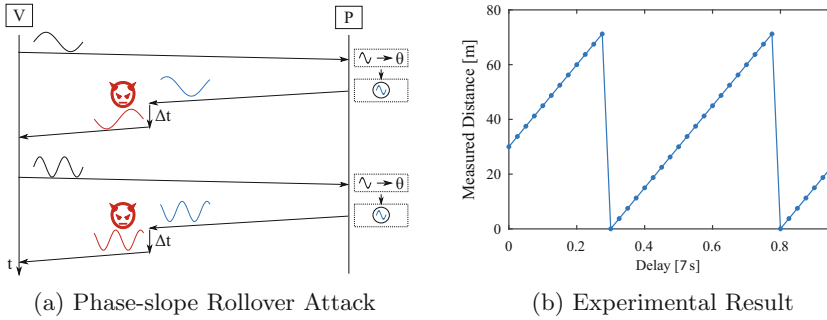 V
P
θ
Δt
θ
Δt
t
(a) Phase-slope Rollover Attack
Measured Distance [m]
80
60
40
20
0
0
0.2
0.4
0.6
0.8
Delay [7s]
(b) Experimental Result